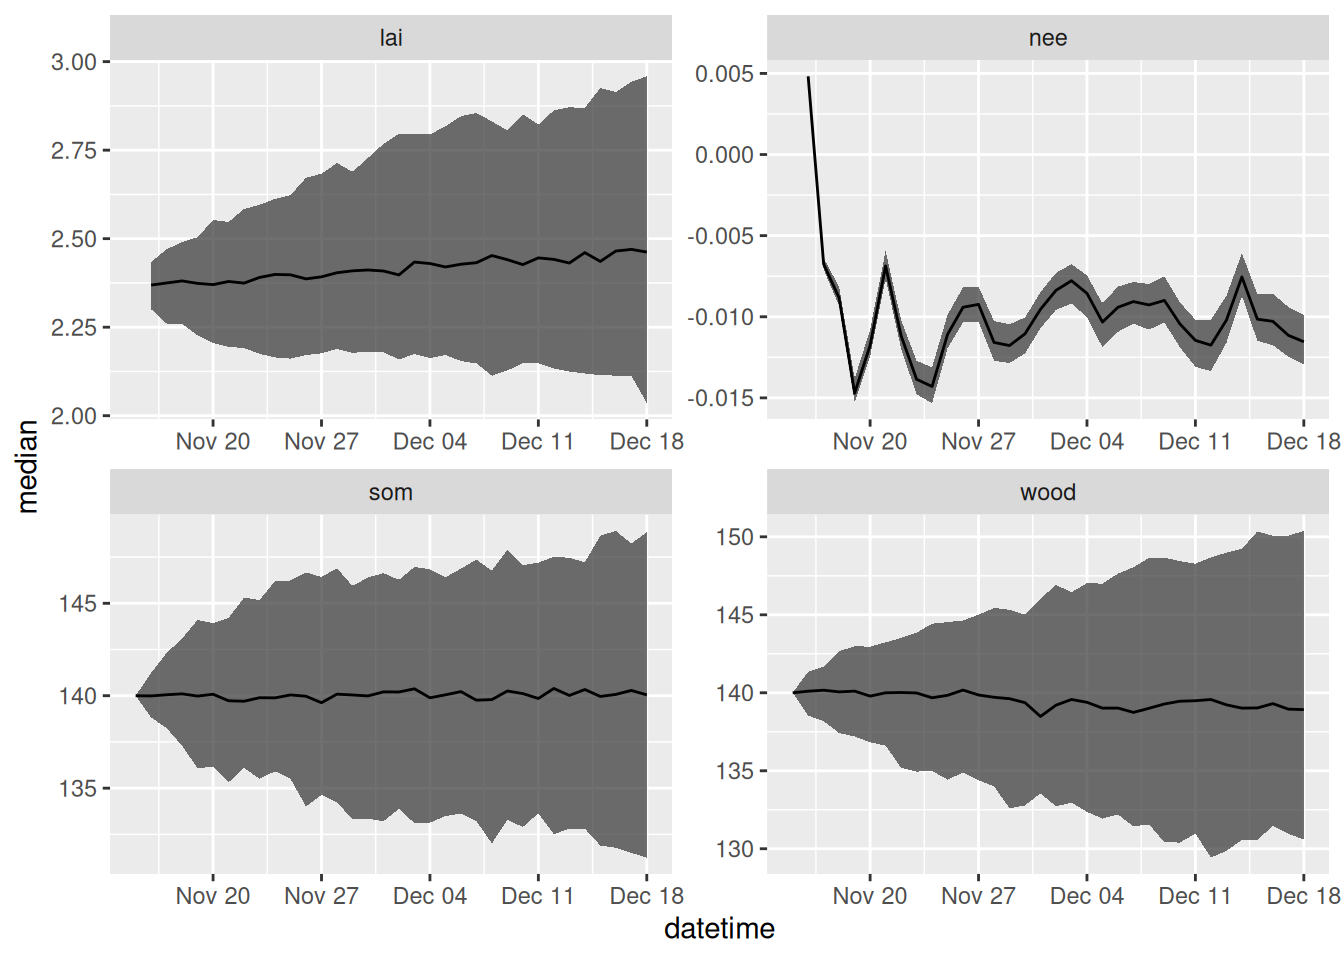 lai
nee
3.00
2.75
2.50
2.25
2.00
0.005
0.000
-0.005
-0.010
-0.015
Nov 20 Nov 27 Dec 04 Dec 11 Dec 18
Nov 20 Nov 27 Dec 04 Dec 11 Dec 18
median
som
wood
145
140
135
150
145
140
135
130
Nov 20 Nov 27 Dec 04 Dec 11 Dec 18
Nov 20 Nov 27 Dec 04 Dec 11 Dec 18
datetime